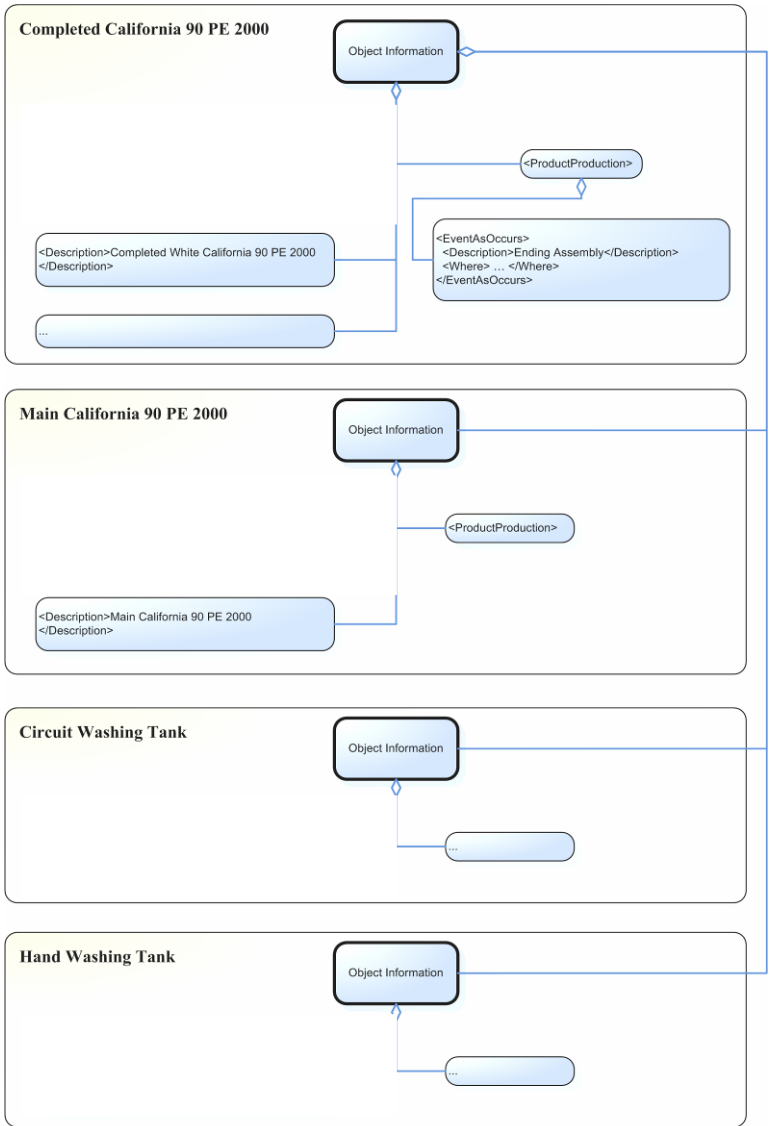 Completed California 90 PE 2000
Object Information
<ProductProduction>
<Description>Completed White California 90 PE 2000
</Description>
<EventAsOccurs>
<Description>Ending Assembly</Description>
<Where> ... </Where>
</EventAsOccurs>
...
Main California 90 PE 2000
Object Information
<ProductProduction>
<Description>Main California 90 PE 2000
</Description>
Circuit Washing Tank
Object Information
...
Hand Washing Tank
Object Information
...